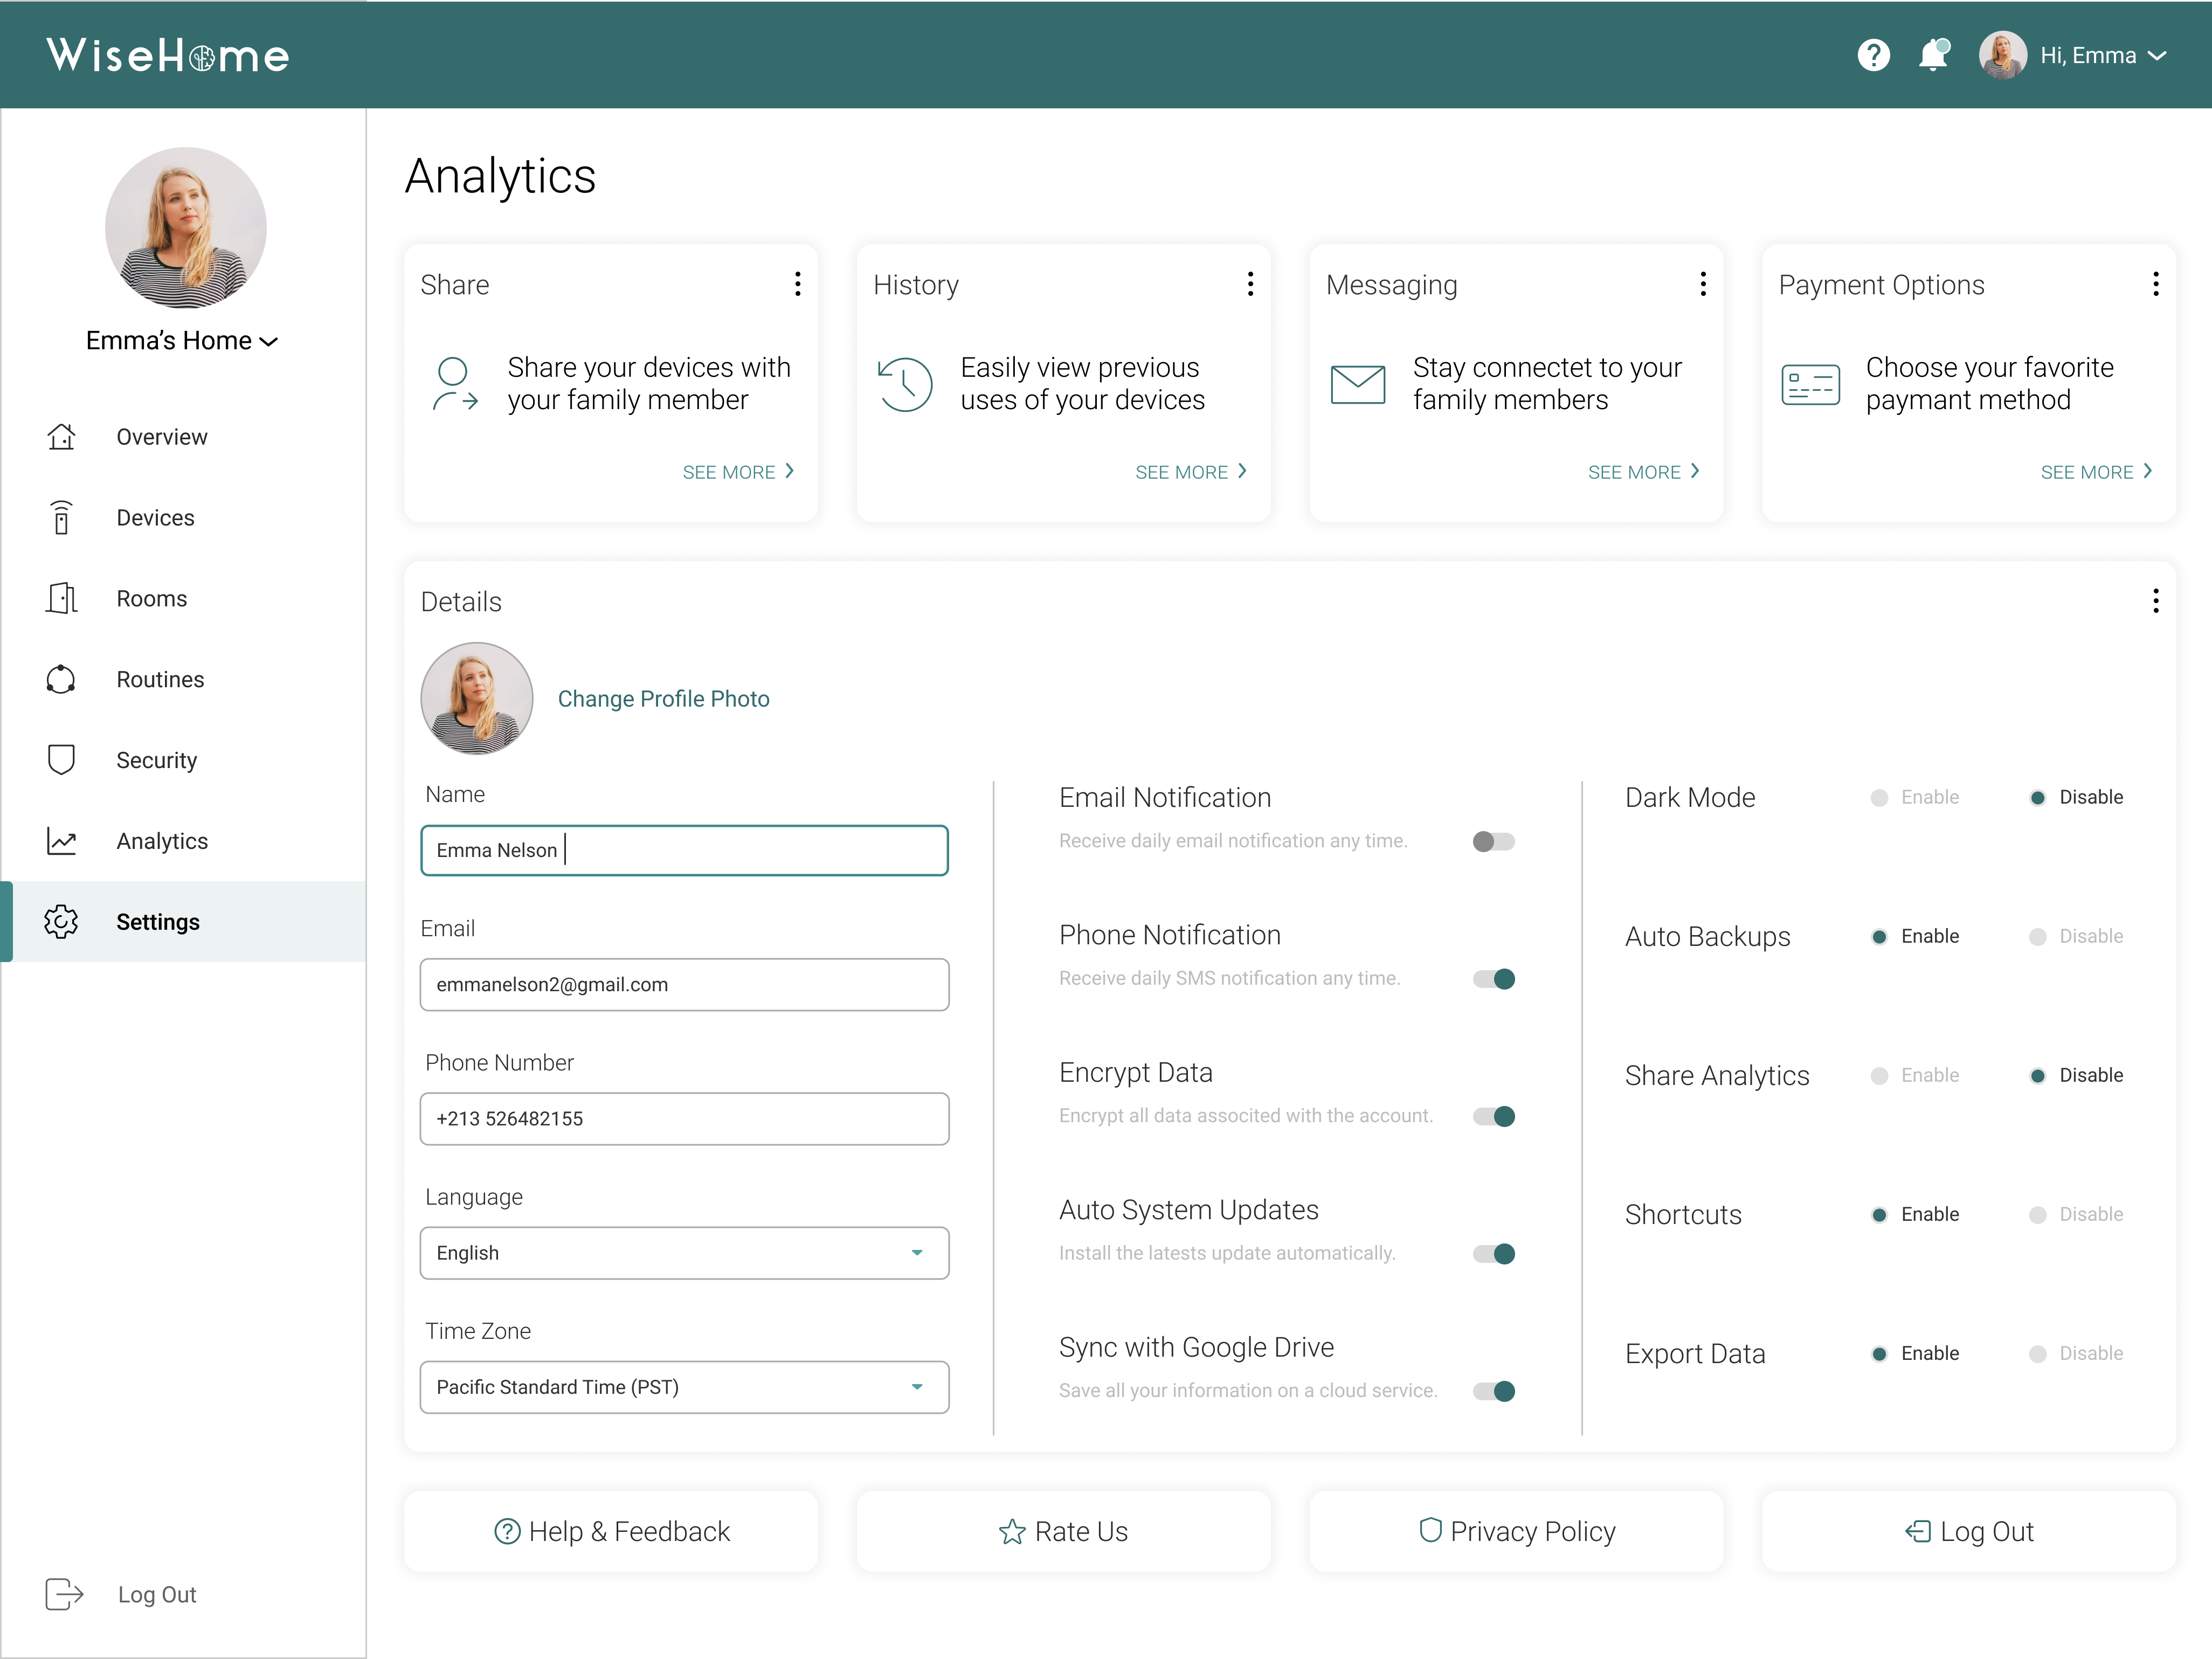 WiseHome
Hi, Emma
Emma's Home
Overview
Devices
Rooms
Routines
Security
Analytics
Settings
Log Out
Analytics
Share
Share your devices with
your family member
SEE MORE
History
Easily view previous
uses of your devices
SEE MORE
Messaging
Stay connectet to your
family members
SEE MORE
Payment Options
Choose your favorite
paymant method
SEE MORE
Details
Change Profile Photo
Name
Emma Nelson
Email
emmanelson2@gmail.com
Phone Number
+213 526482155
Language
English
Time Zone
Pacific Standard Time (PST)
Email Notification
Receive daily email notification any time.
Phone Notification
Receive daily SMS notification any time.
Encrypt Data
Encrypt all data associted with the account.
Auto System Updates
Install the latests update automatically.
Sync with Google Drive
Save all your information on a cloud service.
Dark Mode Enable Disable
Auto Backups Enable Disable
Share Analytics Enable Disable
Shortcuts Enable Disable
Export Data Enable Disable
Help & Feedback
Rate Us
Privacy Policy
Log Out